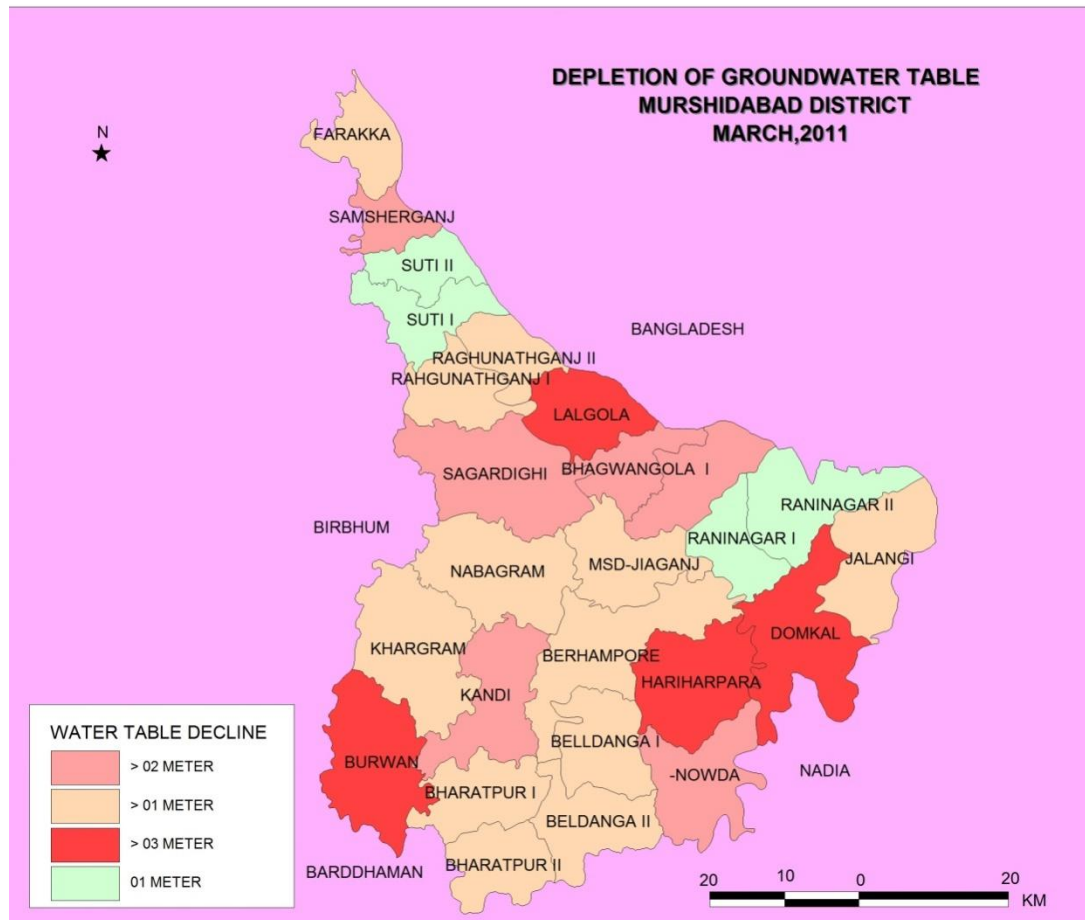 DEPLETION OF GROUNDWATER TABLE
MURSHIDABAD DISTRICT
MARCH,2011
N
FARAKKA
SAMSHERGANJ
SUTI II
SUTI I
BANGLADESH
RAGHUNATHGANJ II
RAHGUNATHGANJ I
LALGOLA
SAGARDIGHI
BHAGWANGOLA I
BIRBHUM
RANINAGAR II
RANINAGAR I
JALANGI
NABAGRAM
MSD-JIAGANJ
DOMKAL
KHARGRAM
BERHAMPORE
HARIHARPARA
KANDI
BELLDANGA I
BURWAN
-NOWDA
NADIA
BHARATPUR I
BELDANGA II
BHARATPUR II
BARDDHAMAN
WATER TABLE DECLINE
> 02 METER
> 01 METER
> 03 METER
01 METER
20 10 0 20
KM